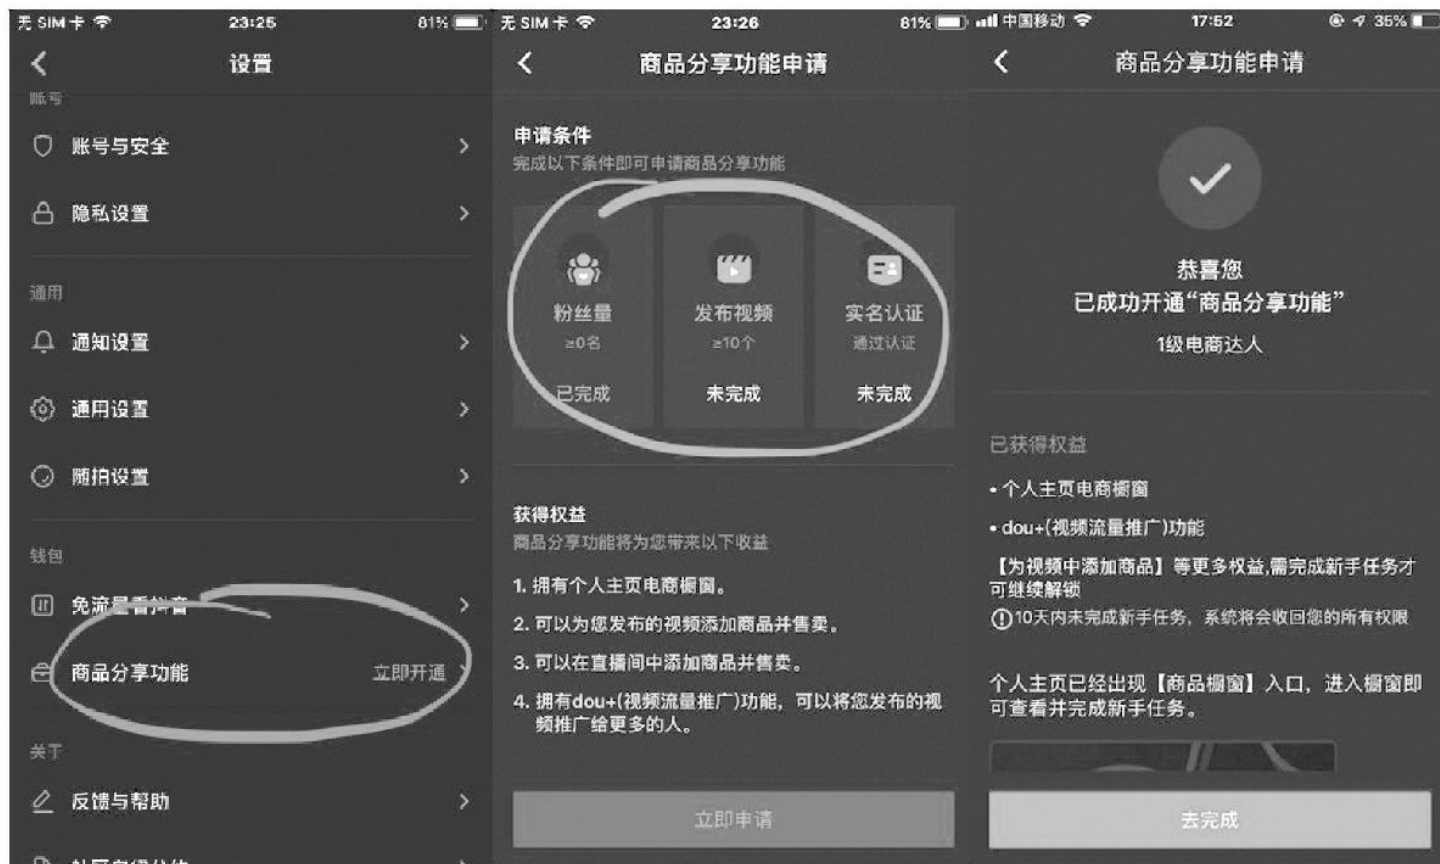 无 SIM 卡
23:25
81%
设置
账号
账号与安全
隐私设置
通用
通知设置
通用设置
随拍设置
钱包
免流量看抖音
商品分享功能
立即开通
关于
反馈与帮助
无 SIM 卡
23:26
81%
商品分享功能申请
申请条件
完成以下条件即可申请商品分享功能
粉丝量
≥0名
已完成
发布视频
≥10个
未完成
实名认证
通过认证
未完成
获得权益
商品分享功能将为您带来以下收益
1. 拥有个人主页电商橱窗。
2. 可以为您发布的视频添加商品并售卖。
3. 可以在直播间中添加商品并售卖。
4. 拥有dou+(视频流量推广)功能，可以将您发布的视
频推广给更多的人。
立即申请
中国移动
17:52
35%
商品分享功能申请
恭喜您
已成功开通“商品分享功能”
1级电商达人
已获得权益
• 个人主页电商橱窗
• dou+(视频流量推广)功能
【为视频中添加商品】等更多权益,需完成新手任务才
可继续解锁
10天内未完成新手任务，系统将会收回您的所有权限
个人主页已经出现【商品橱窗】入口，进入橱窗即
可查看并完成新手任务。
去完成